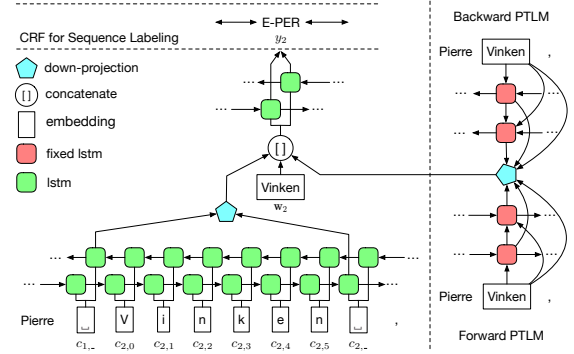 E-PER
Backward PTLM
CRF for Sequence Labeling
y₂
Pierre Vinken ,
down-projection
[ ] concatenate
embedding
fixed lstm
lstm
... ...
... ...
... ...
... ...
[ ]
Vinken
w₂
... ...
... ...
... ...
... ...
Pierre ␣ V i n k e n ␣ ,
Pierre Vinken ,
c₁,₋ c₂,₀ c₂,₁ c₂,₂ c₂,₃ c₂,₄ c₂,₅ c₂,₋
Forward PTLM